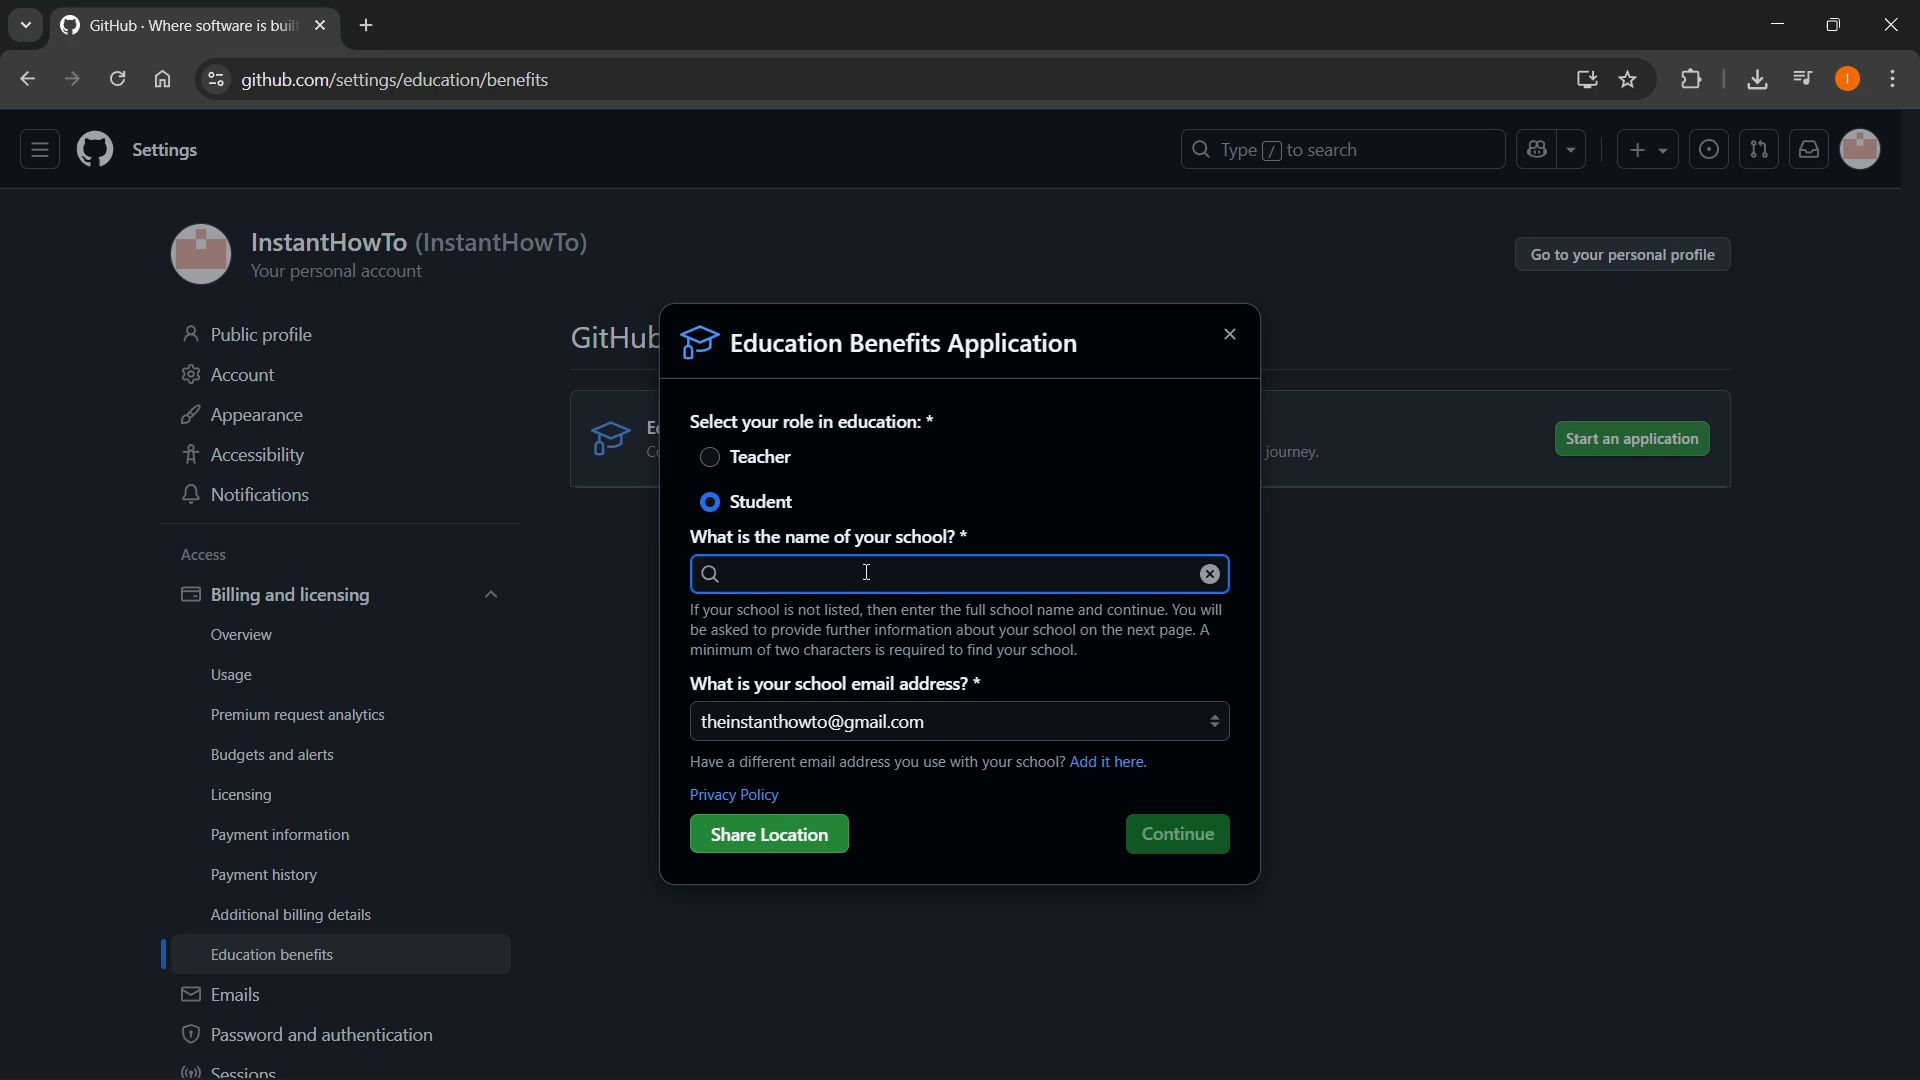 GitHub · Where software is buil
github.com/settings/education/benefits
Settings
Type / to search
InstantHowTo (InstantHowTo)
Your personal account
Go to your personal profile
Public profile
Account
Appearance
Accessibility
Notifications
Access
Billing and licensing
Overview
Usage
Premium request analytics
Budgets and alerts
Licensing
Payment information
Payment history
Additional billing details
Education benefits
Emails
Password and authentication
Sessions
GitHub
journey.
Start an application
Education Benefits Application
Select your role in education: *
Teacher
Student
What is the name of your school? *
If your school is not listed, then enter the full school name and continue. You will
be asked to provide further information about your school on the next page. A
minimum of two characters is required to find your school.
What is your school email address? *
theinstanthowto@gmail.com
Have a different email address you use with your school? Add it here.
Privacy Policy
Share Location
Continue